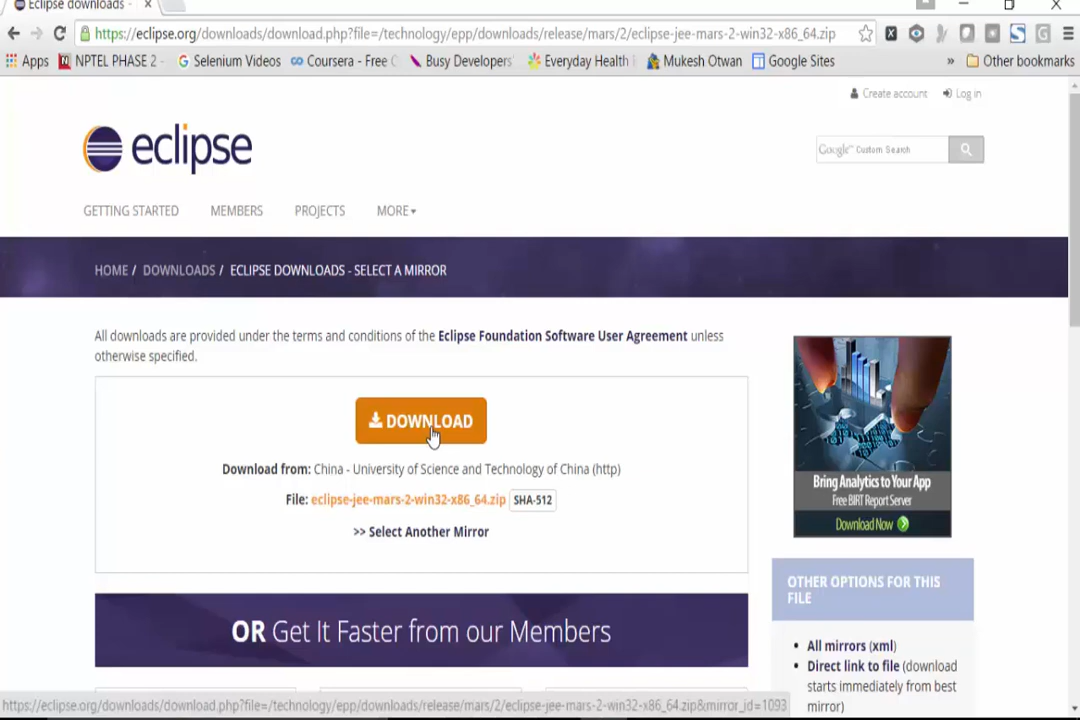 Eclipse downloads -
https://eclipse.org/downloads/download.php?file=/technology/epp/downloads/release/mars/2/eclipse-jee-mars-2-win32-x86_64.zip
Apps NPTEL PHASE 2 - Selenium Videos Coursera - Free Busy Developers' Everyday Health Mukesh Otwan Google Sites » Other bookmarks
Create account Log in
eclipse
Google™ Custom Search
GETTING STARTED MEMBERS PROJECTS MORE
HOME / DOWNLOADS / ECLIPSE DOWNLOADS - SELECT A MIRROR
All downloads are provided under the terms and conditions of the Eclipse Foundation Software User Agreement unless
otherwise specified.
DOWNLOAD
Download from: China - University of Science and Technology of China (http)
File: eclipse-jee-mars-2-win32-x86_64.zip SHA-512
>> Select Another Mirror
Bring Analytics to Your App
Free BIRT Report Server
Download Now
OTHER OPTIONS FOR THIS
FILE
OR Get It Faster from our Members
• All mirrors (xml)
• Direct link to file (download
starts immediately from best
mirror)
https://eclipse.org/downloads/download.php?file=/technology/epp/downloads/release/mars/2/eclipse-jee-mars-2-win32-x86_64.zip&mirror_id=1093